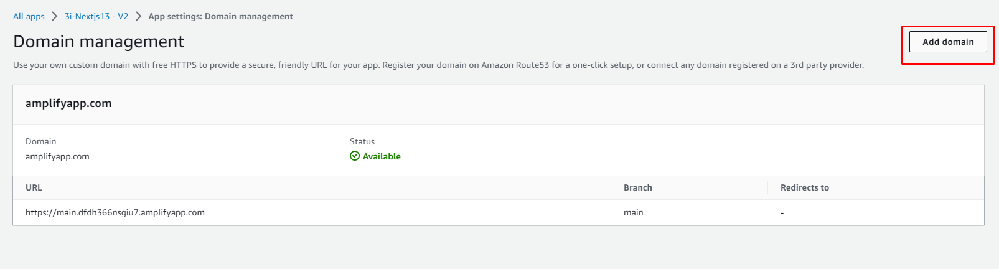 All apps > 3i-Nextjs13 - V2 > App settings: Domain management
Domain management
Add domain
Use your own custom domain with free HTTPS to provide a secure, friendly URL for your app. Register your domain on Amazon Route53 for a one-click setup, or connect any domain registered on a 3rd party provider.
amplifyapp.com
Domain
Status
amplifyapp.com
Available
URL Branch Redirects to
https://main.dfdh366nsgiu7.amplifyapp.com main -